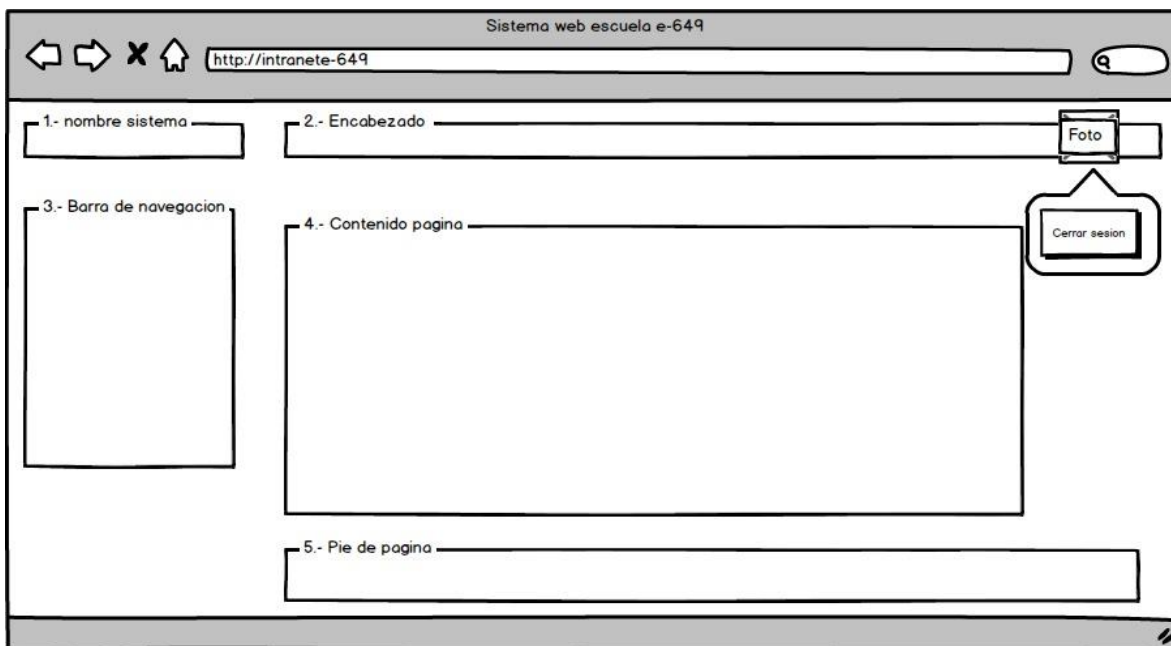 Sistema web escuela e-649
http://intranete-649
1.- nombre sistema
2.- Encabezado
Foto
3.- Barra de navegacion
4.- Contenido pagina
Cerrar sesion
5.- Pie de pagina